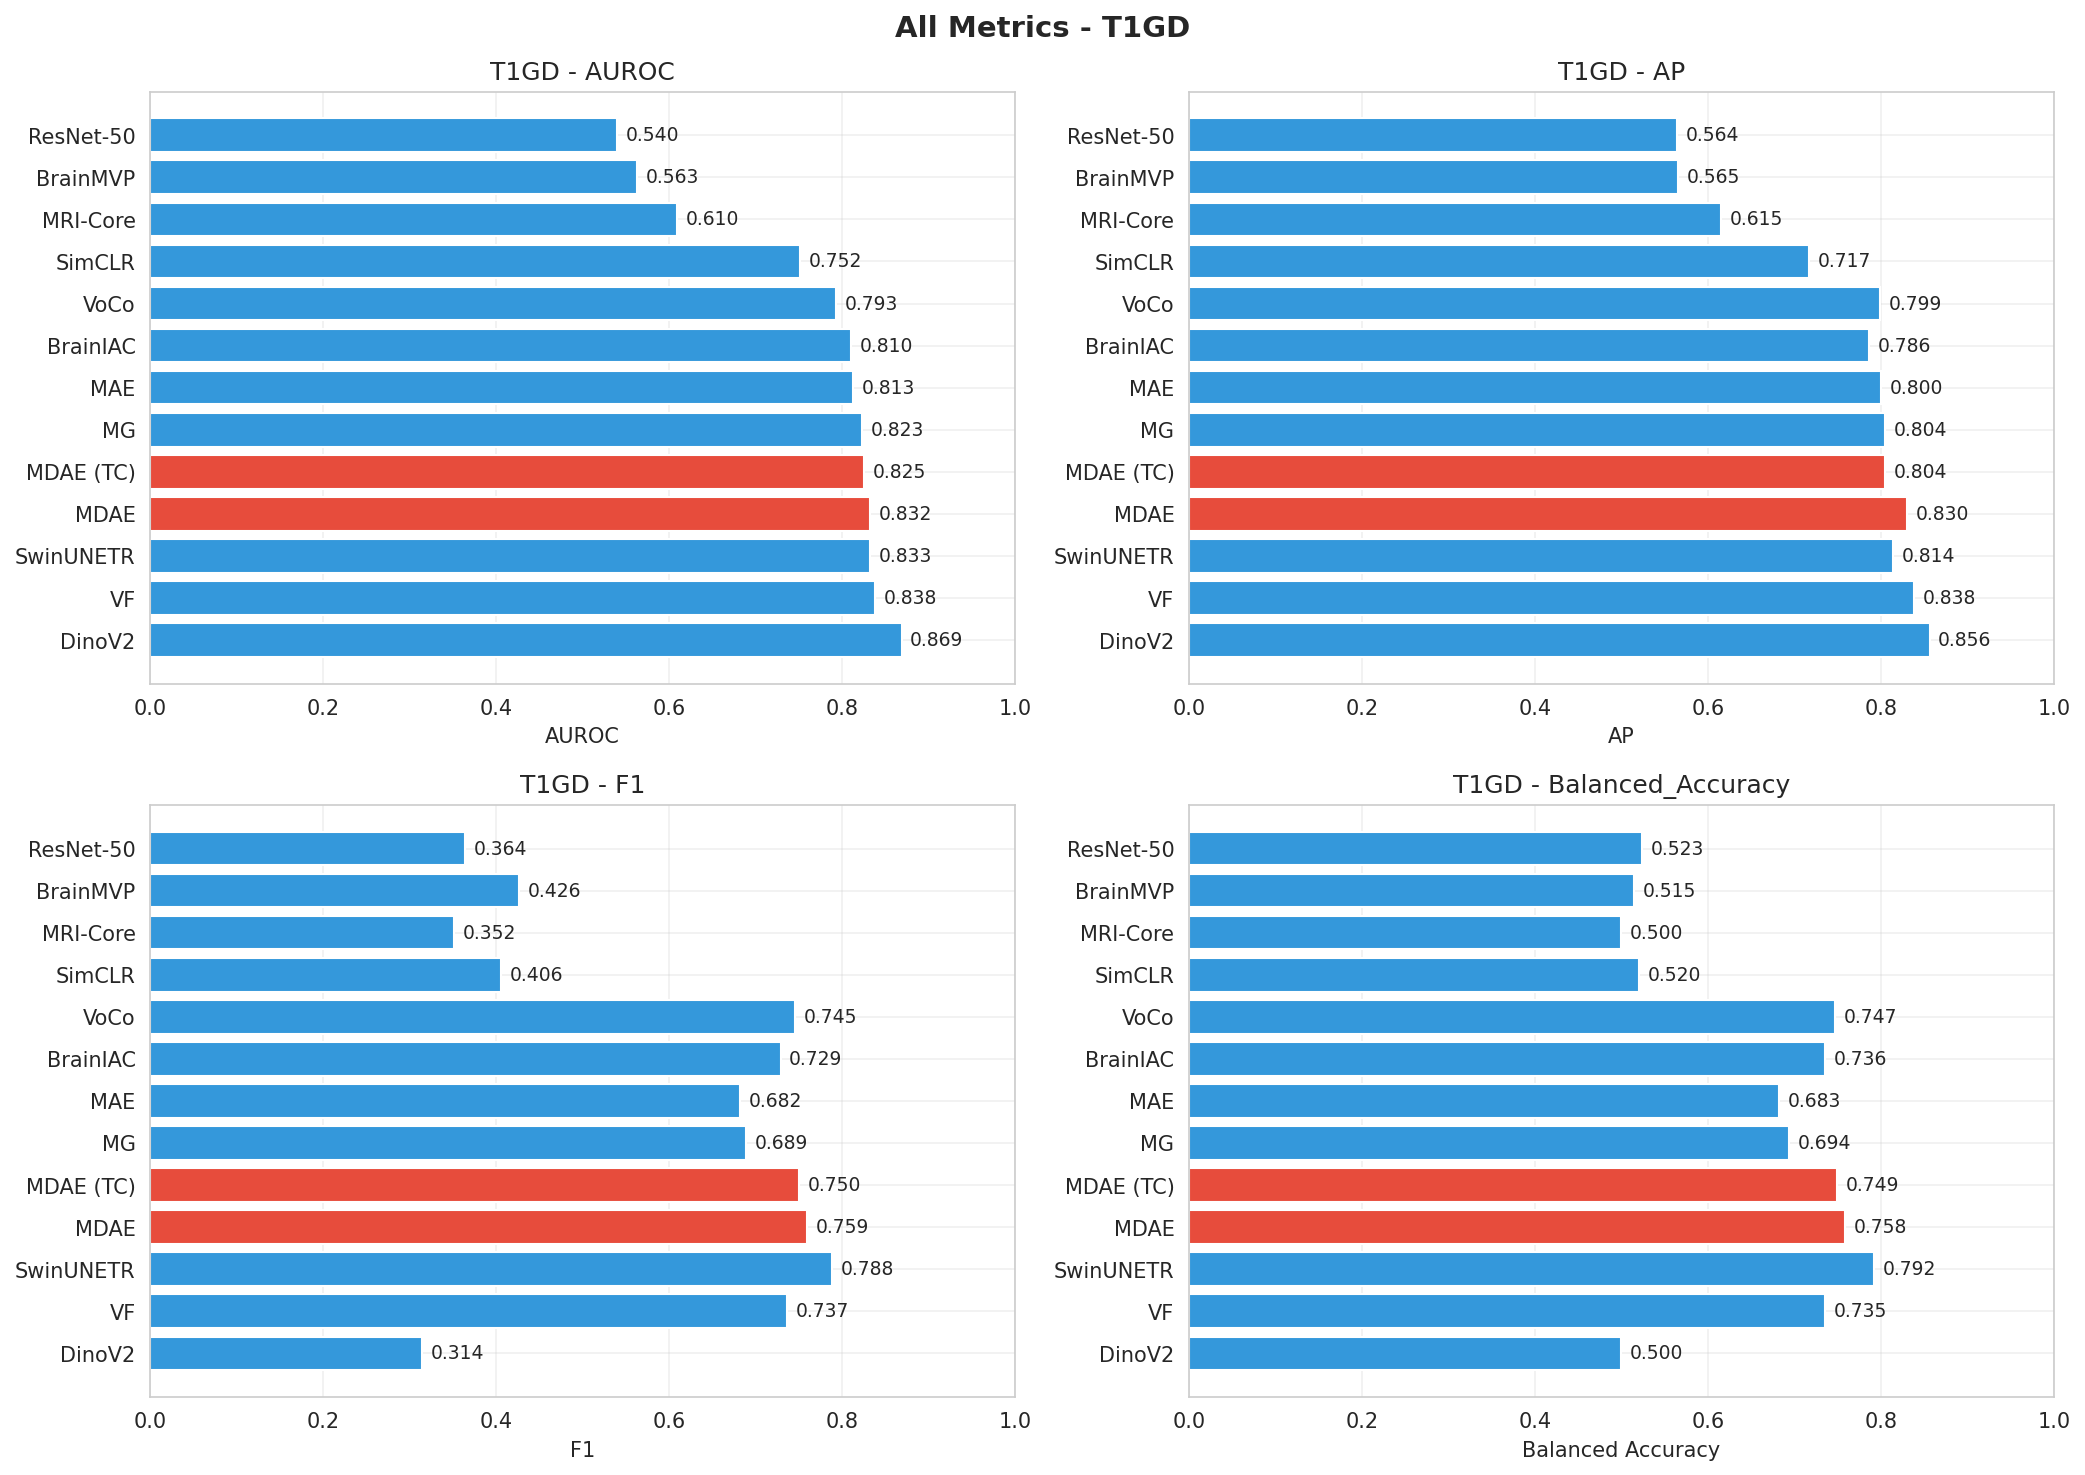 All Metrics - T1GD
T1GD - AUROC
ResNet-50 0.540
BrainMVP 0.563
MRI-Core 0.610
SimCLR 0.752
VoCo 0.793
BrainIAC 0.810
MAE 0.813
MG 0.823
MDAE (TC) 0.825
MDAE 0.832
SwinUNETR 0.833
VF 0.838
DinoV2 0.869
0.0 0.2 0.4 0.6 0.8 1.0
AUROC
T1GD - AP
ResNet-50 0.564
BrainMVP 0.565
MRI-Core 0.615
SimCLR 0.717
VoCo 0.799
BrainIAC 0.786
MAE 0.800
MG 0.804
MDAE (TC) 0.804
MDAE 0.830
SwinUNETR 0.814
VF 0.838
DinoV2 0.856
0.0 0.2 0.4 0.6 0.8 1.0
AP
T1GD - F1
ResNet-50 0.364
BrainMVP 0.426
MRI-Core 0.352
SimCLR 0.406
VoCo 0.745
BrainIAC 0.729
MAE 0.682
MG 0.689
MDAE (TC) 0.750
MDAE 0.759
SwinUNETR 0.788
VF 0.737
DinoV2 0.314
0.0 0.2 0.4 0.6 0.8 1.0
F1
T1GD - Balanced_Accuracy
ResNet-50 0.523
BrainMVP 0.515
MRI-Core 0.500
SimCLR 0.520
VoCo 0.747
BrainIAC 0.736
MAE 0.683
MG 0.694
MDAE (TC) 0.749
MDAE 0.758
SwinUNETR 0.792
VF 0.735
DinoV2 0.500
0.0 0.2 0.4 0.6 0.8 1.0
Balanced Accuracy